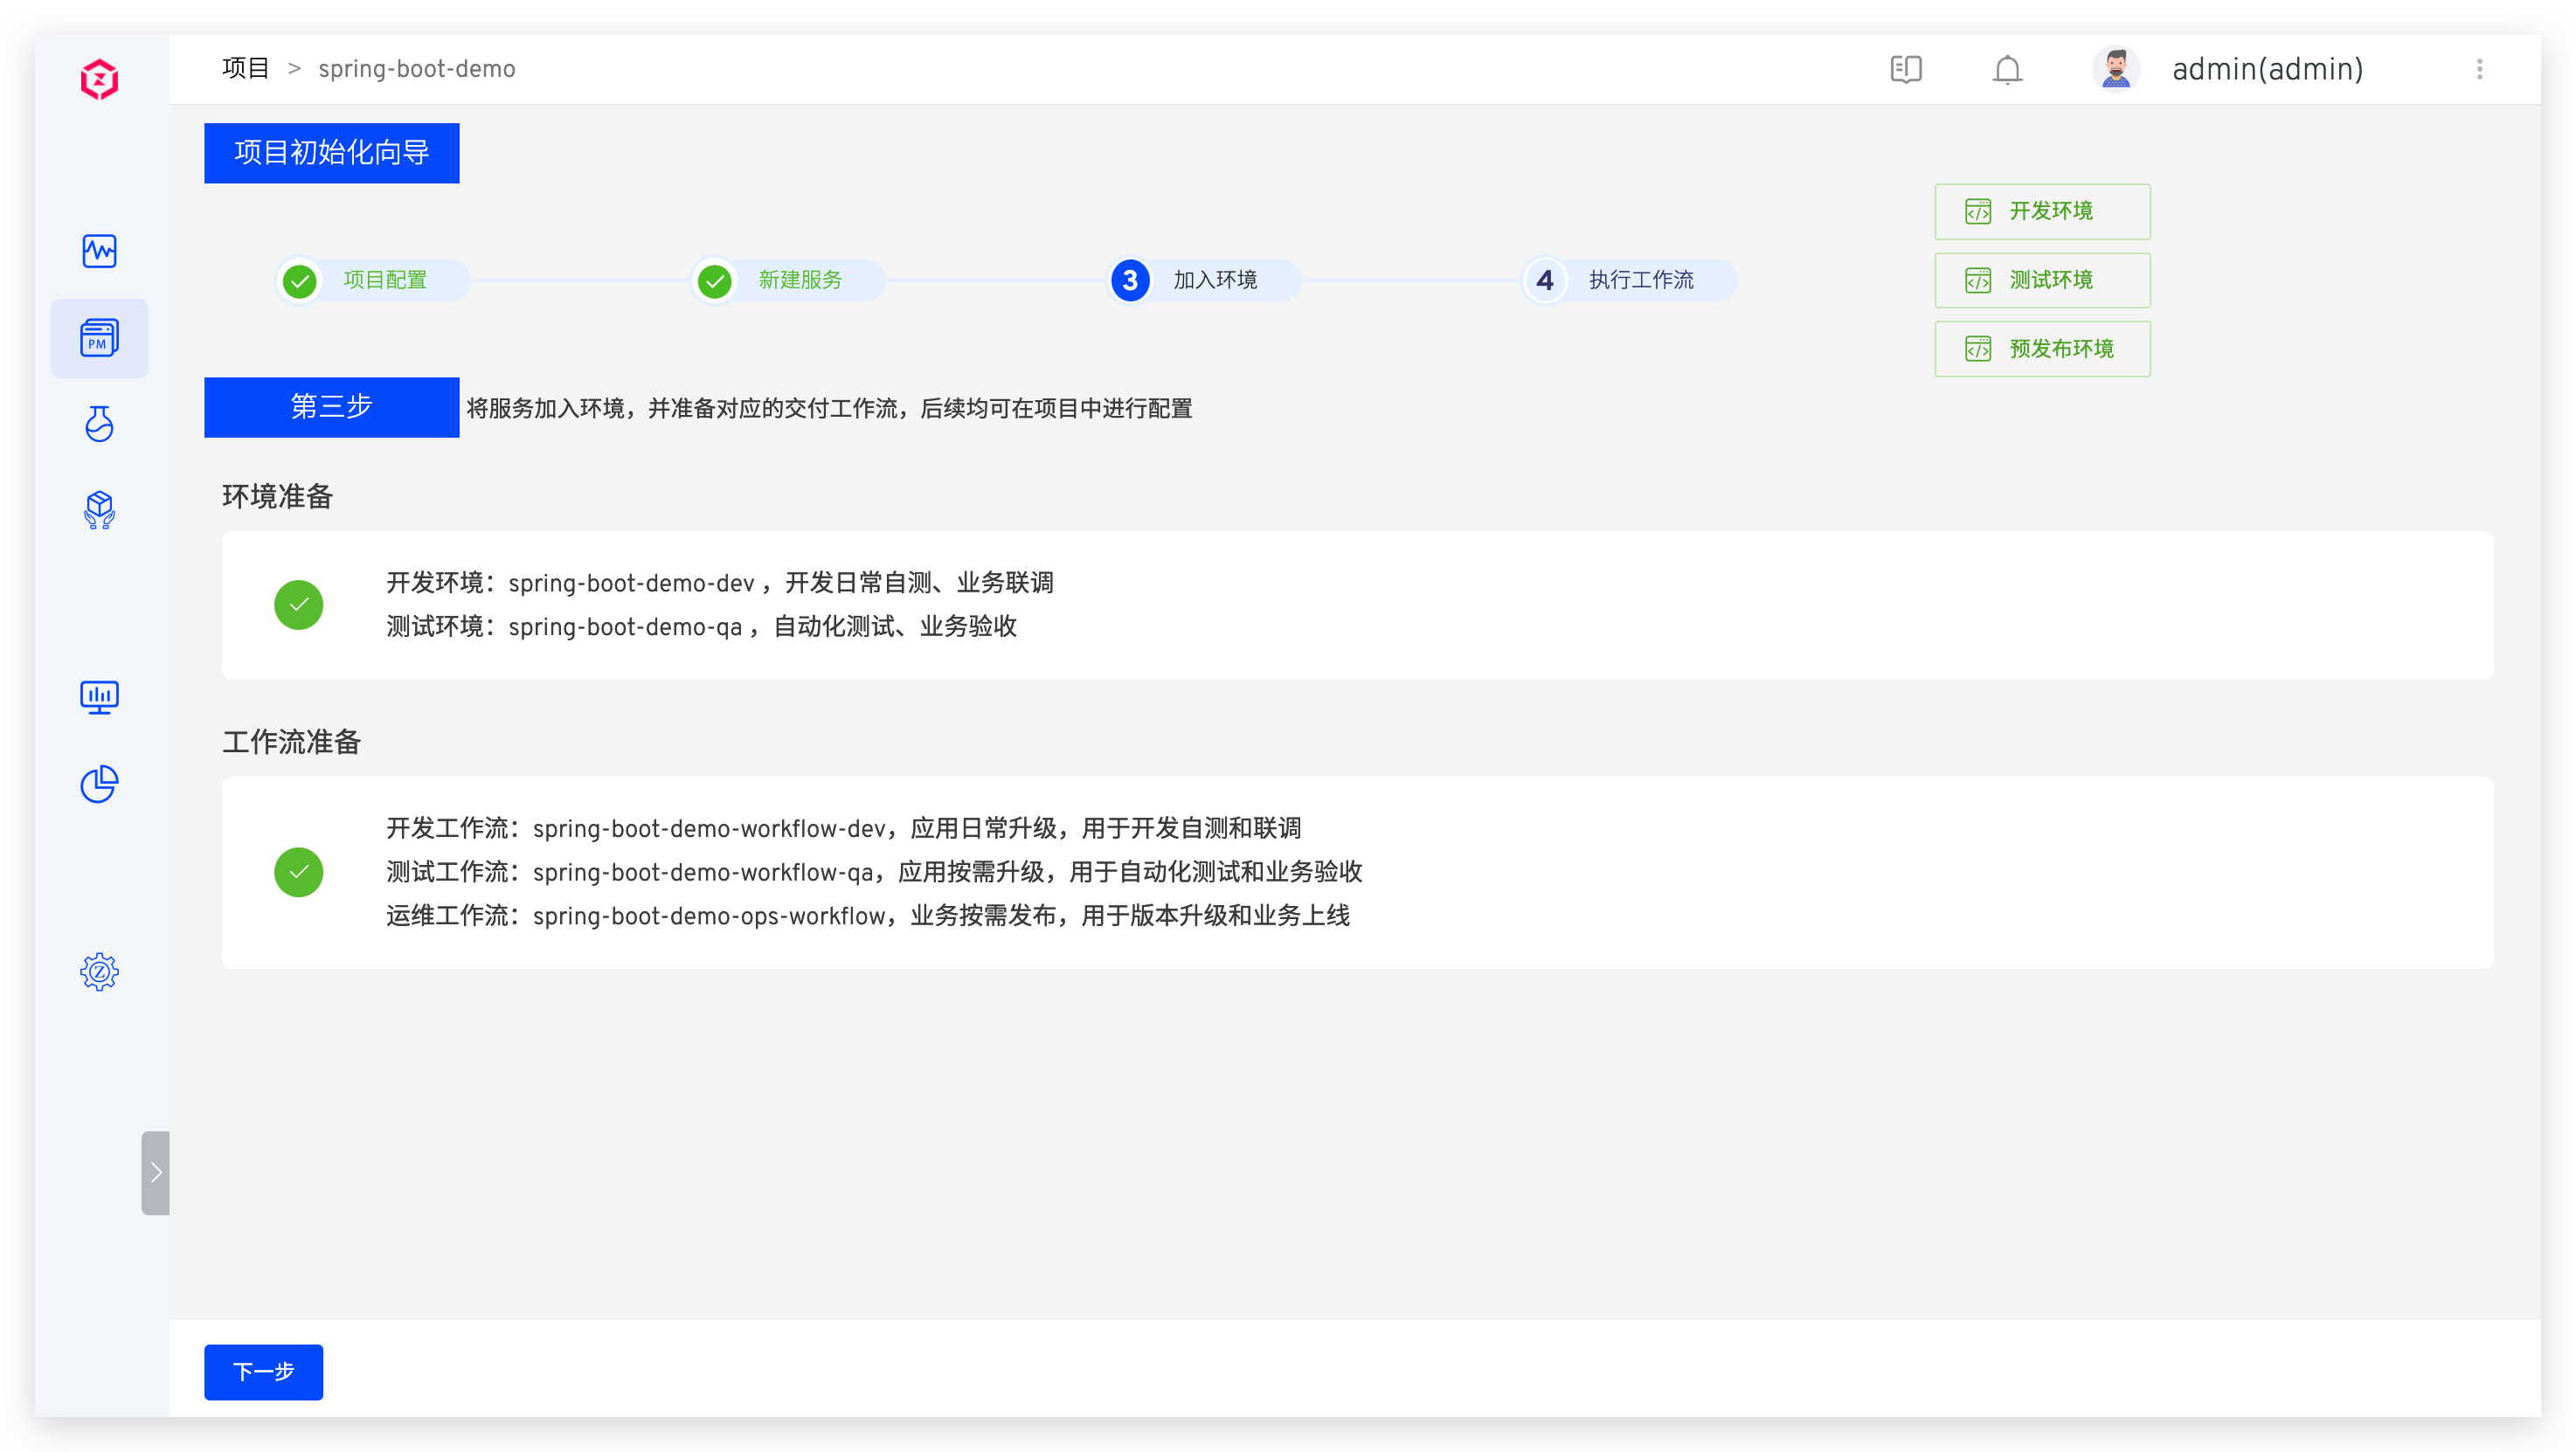 项目 > spring-boot-demo
admin(admin)
项目初始化向导
项目配置
新建服务
3 加入环境
4 执行工作流
开发环境
测试环境
预发布环境
第三步 将服务加入环境，并准备对应的交付工作流，后续均可在项目中进行配置
PM
环境准备
开发环境：spring-boot-demo-dev ，开发日常自测、业务联调
测试环境：spring-boot-demo-qa ，自动化测试、业务验收
工作流准备
开发工作流：spring-boot-demo-workflow-dev，应用日常升级，用于开发自测和联调
测试工作流：spring-boot-demo-workflow-qa，应用按需升级，用于自动化测试和业务验收
运维工作流：spring-boot-demo-ops-workflow，业务按需发布，用于版本升级和业务上线
下一步